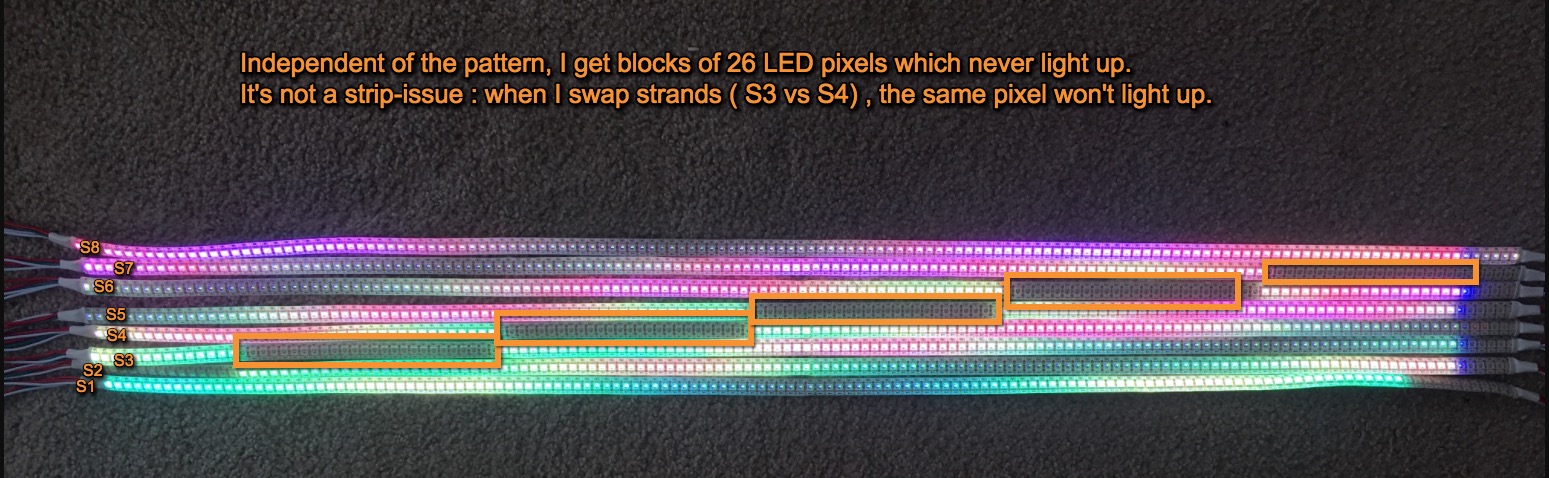 Independent of the pattern, I get blocks of 26 LED pixels which never light up.
It's not a strip-issue : when I swap strands ( S3 vs S4) , the same pixel won't light up.
S8
S7
S6
S5
S4
S3
S2
S1